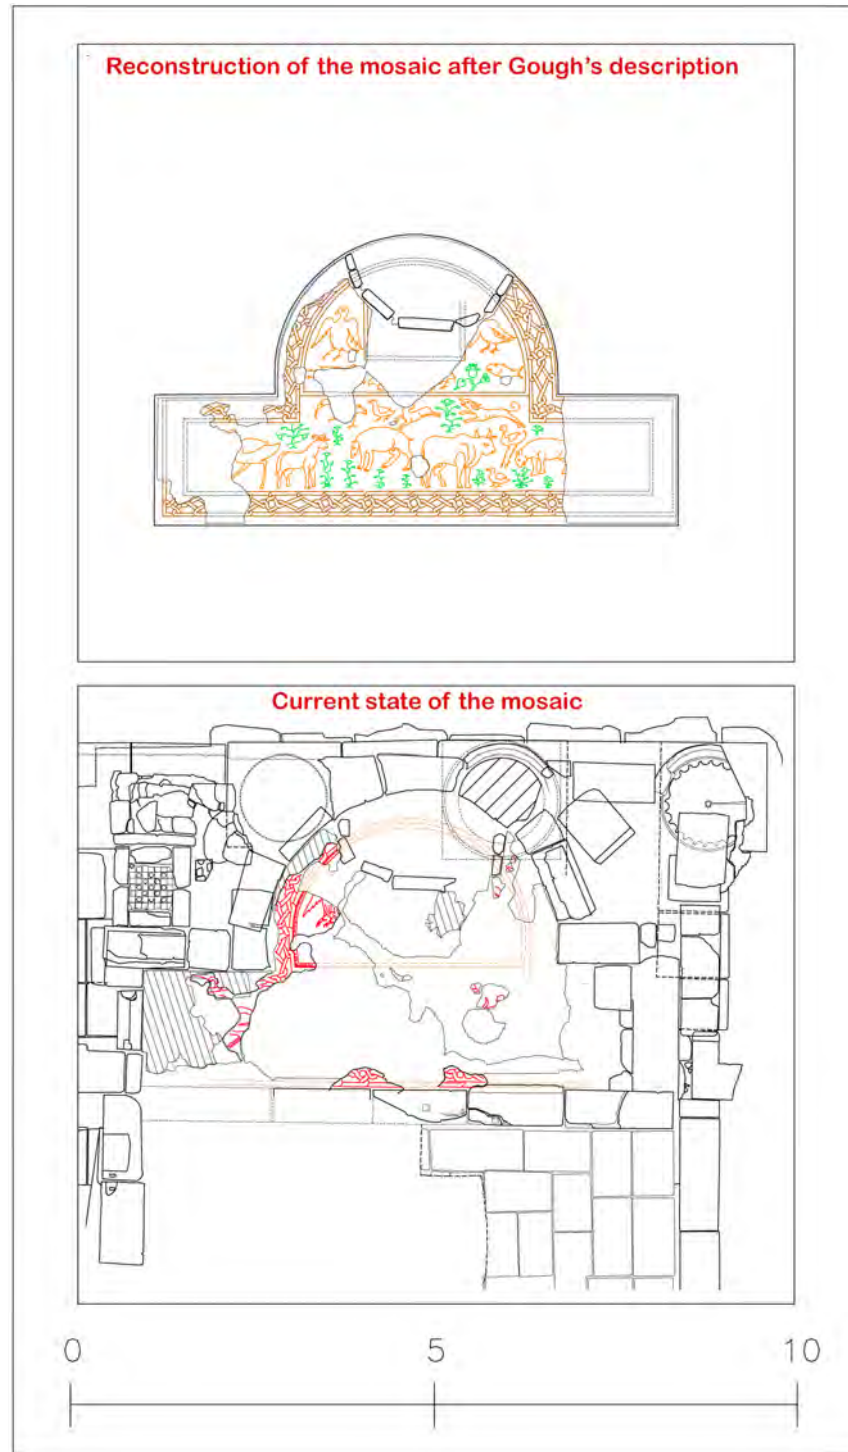 Reconstruction of the mosaic after Gough's description
Current state of the mosaic
0 5 10